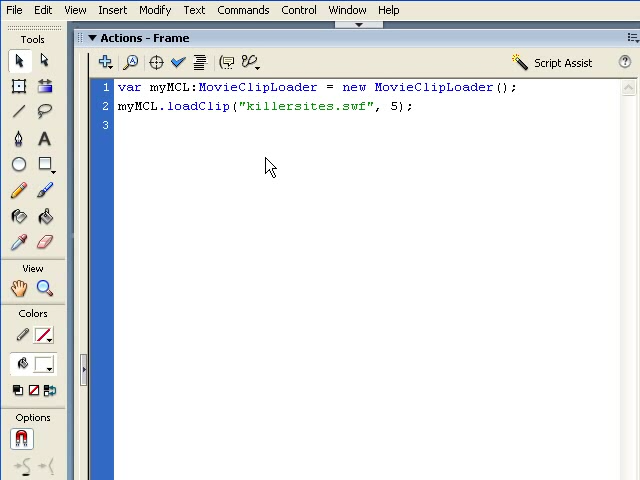 File Edit View Insert Modify Text Commands Control Window Help
Tools
Actions - Frame
Script Assist
1 var myMCL:MovieClipLoader = new MovieClipLoader();
2 myMCL.loadClip("killersites.swf", 5);
3
A
View
Colors
Options